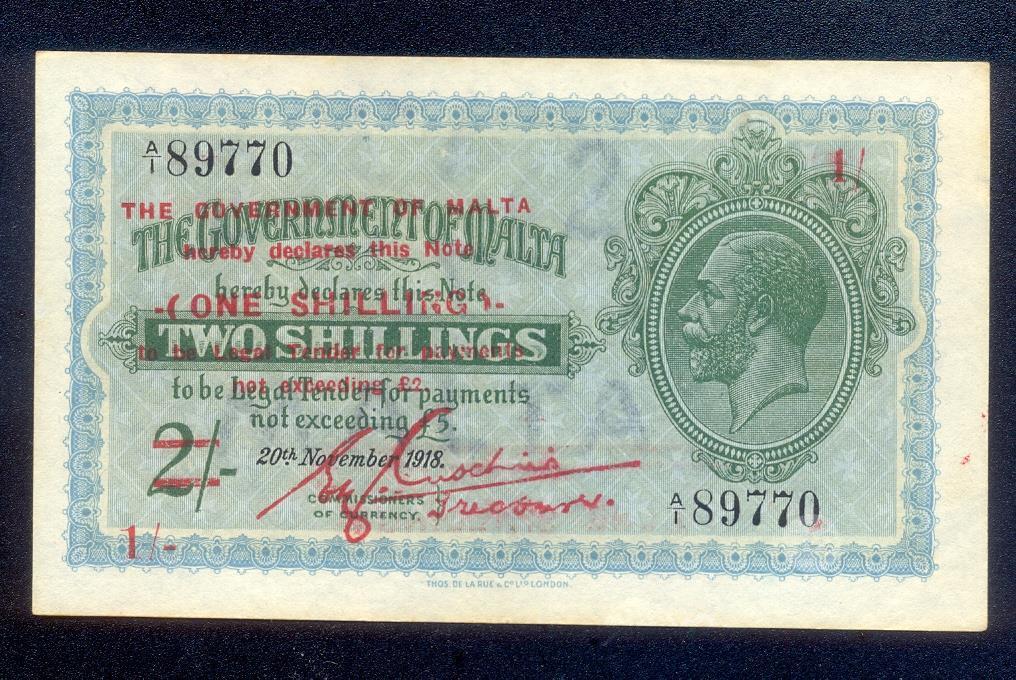 A/1 89770
1/
THE GOVERNMENT OF MALTA
THE GOVERNMENT OF MALTA
hereby declares this Note
hereby declares this Note
-(ONE SHILLING)-
TWO SHILLINGS
to be Legal Tender for payments
not exceeding £2.
to be Legal Tender for payments
not exceeding £5.
2/-
20th November 1918.
COMMISSIONERS
OF CURRENCY.
Treasurer.
A/1 89770
1/-
THOS. DE LA RUE & Co. LTD. LONDON.